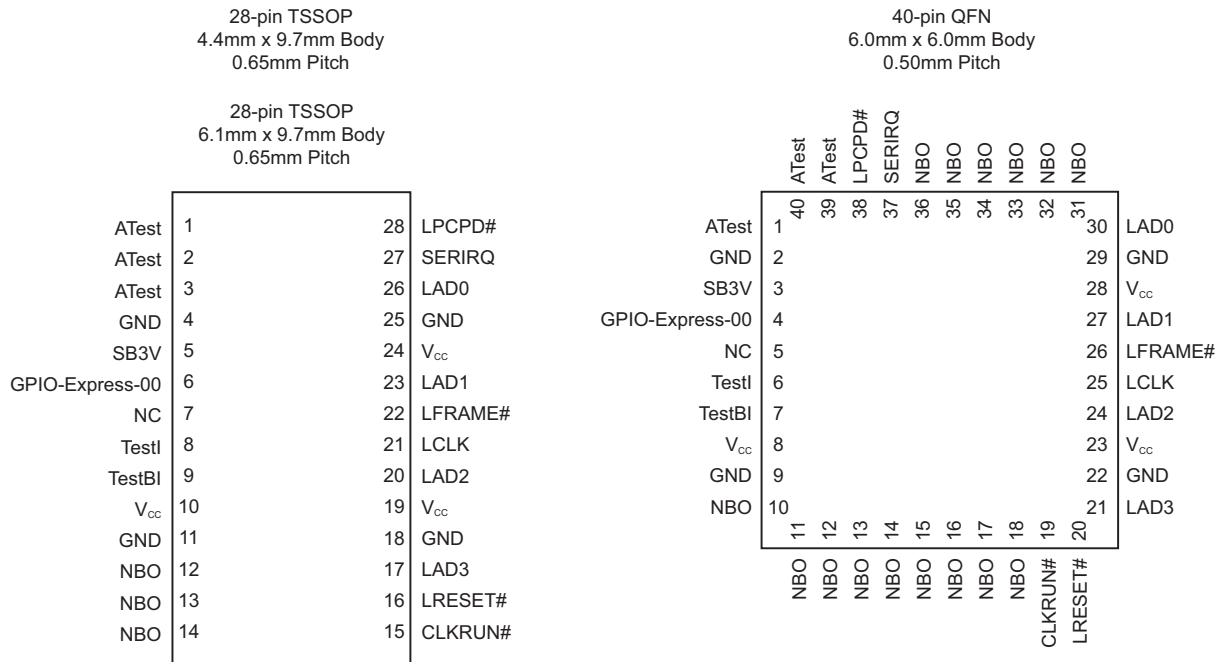 28-pin TSSOP
4.4mm x 9.7mm Body
0.65mm Pitch
28-pin TSSOP
6.1mm x 9.7mm Body
0.65mm Pitch
ATest 1 28 LPCPD#
ATest 2 27 SERIRQ
ATest 3 26 LAD0
GND 4 25 GND
SB3V 5 24 Vcc
GPIO-Express-00 6 23 LAD1
NC 7 22 LFRAME#
TestI 8 21 LCLK
TestBI 9 20 LAD2
Vcc 10 19 Vcc
GND 11 18 GND
NBO 12 17 LAD3
NBO 13 16 LRESET#
NBO 14 15 CLKRUN#
40-pin QFN
6.0mm x 6.0mm Body
0.50mm Pitch
ATest ATest LPCPD# SERIRQ NBO NBO NBO NBO NBO NBO
40 39 38 37 36 35 34 33 32 31
ATest 1 30 LAD0
GND 2 29 GND
SB3V 3 28 Vcc
GPIO-Express-00 4 27 LAD1
NC 5 26 LFRAME#
TestI 6 25 LCLK
TestBI 7 24 LAD2
Vcc 8 23 Vcc
GND 9 22 GND
NBO 10 21 LAD3
11 12 13 14 15 16 17 18 19 20
NBO NBO NBO NBO NBO NBO NBO NBO CLKRUN# LRESET#